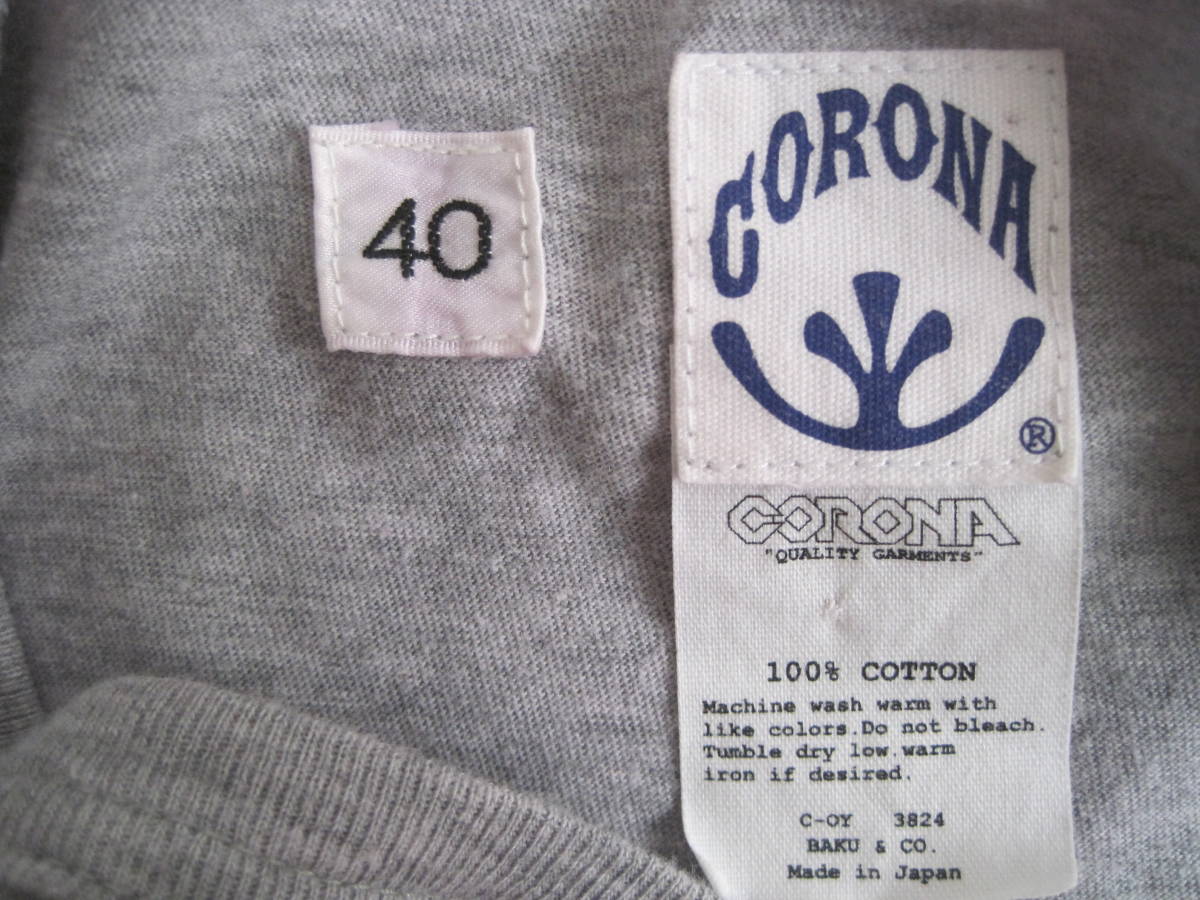 40
CORONA
®
CORONA
"QUALITY GARMENTS"
100% COTTON
Machine wash warm with
like colors.Do not bleach.
Tumble dry low.warm
iron if desired.
C-OY 3824
BAKU & CO.
Made in Japan